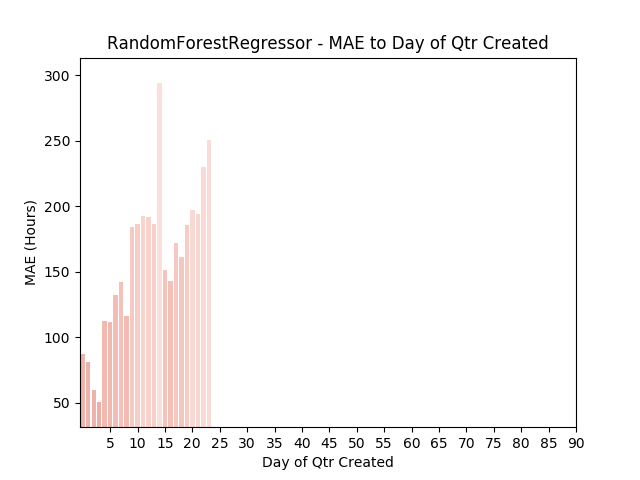 RandomForestRegressor - MAE to Day of Qtr Created
300
250
200
150
100
50
MAE (Hours)
5 10 15 20 25 30 35 40 45 50 55 60 65 70 75 80 85 90
Day of Qtr Created